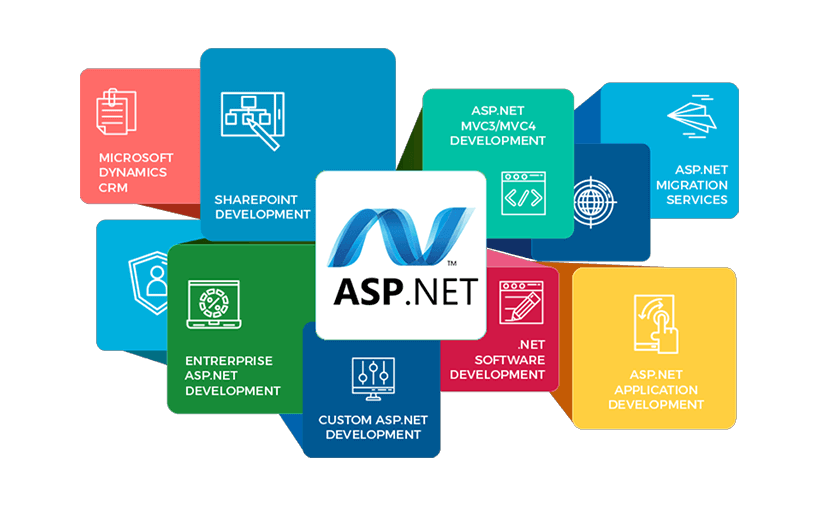 MICROSOFT
DYNAMICS
CRM
SHAREPOINT
DEVELOPMENT
ASP.NET
MVC3/MVC4
DEVELOPMENT
ASP.NET
MIGRATION
SERVICES
™
ASP.NET
ENTRERPRISE
ASP.NET
DEVELOPMENT
CUSTOM ASP.NET
DEVELOPMENT
.NET
SOFTWARE
DEVELOPMENT
ASP.NET
APPLICATION
DEVELOPMENT